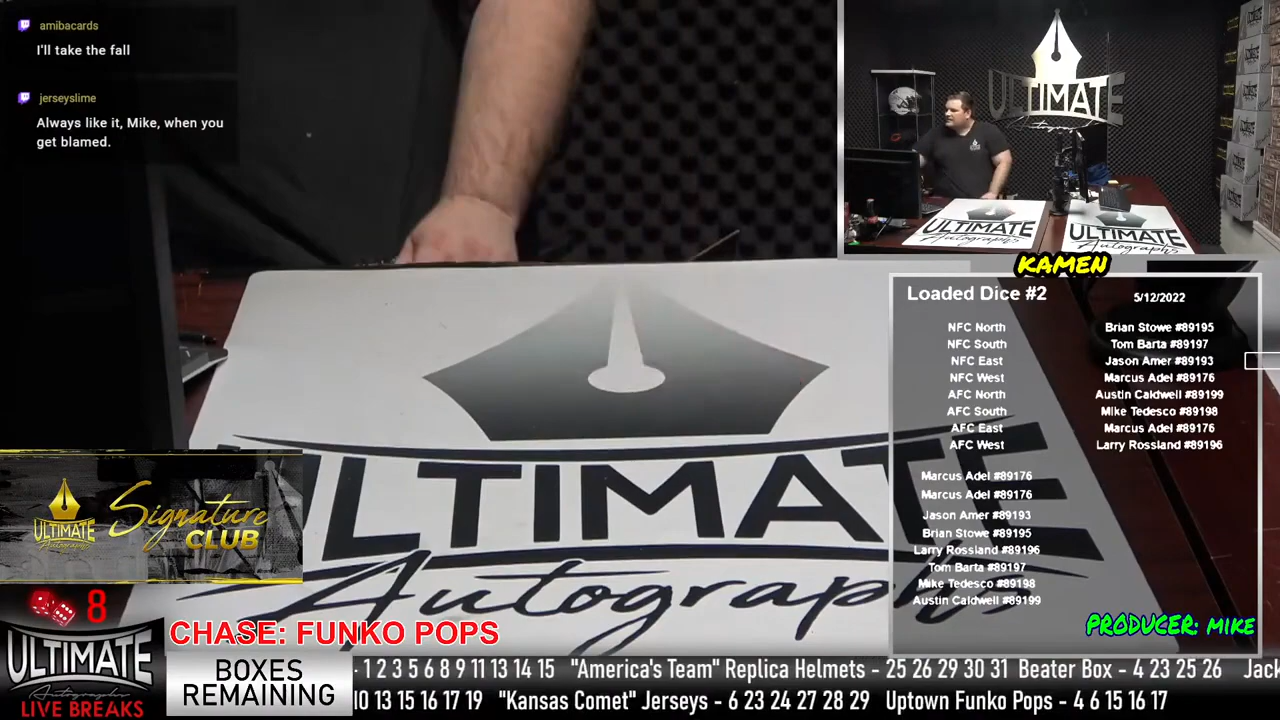 amibacards
I'll take the fall
jerseyslime
Always like it, Mike, when you
get blamed.
ULTIMATE
Autographs
ULTIMATE
Autographs
ULTIMATE
Autographs
KAMEN
Loaded Dice #2
5/12/2022
NFC North Brian Stowe #89195
NFC South Tom Barta #89197
NFC East Jason Amer #89193
NFC West Marcus Adel #89176
AFC North Austin Caldwell #89199
AFC South Mike Tedesco #89198
AFC East Marcus Adel #89176
AFC West Larry Rossland #89196
Marcus Adel #89176
Marcus Adel #89176
Jason Amer #89193
Brian Stowe #89195
Larry Rossland #89196
Tom Barta #89197
Mike Tedesco #89198
Austin Caldwell #89199
PRODUCER: MIKE
ULTIMATE
Autographs
ULTIMATE
Autographs
Signature
CLUB
8
ULTIMATE
Autographs
LIVE BREAKS
CHASE: FUNKO POPS
BOXES
REMAINING
- 1 2 3 5 6 8 9 11 13 14 15 "America's Team" Replica Helmets - 25 26 29 30 31 Beater Box - 4 23 25 26 Jack
10 13 15 16 17 19 "Kansas Comet" Jerseys - 6 23 24 27 28 29 Uptown Funko Pops - 4 6 15 16 17